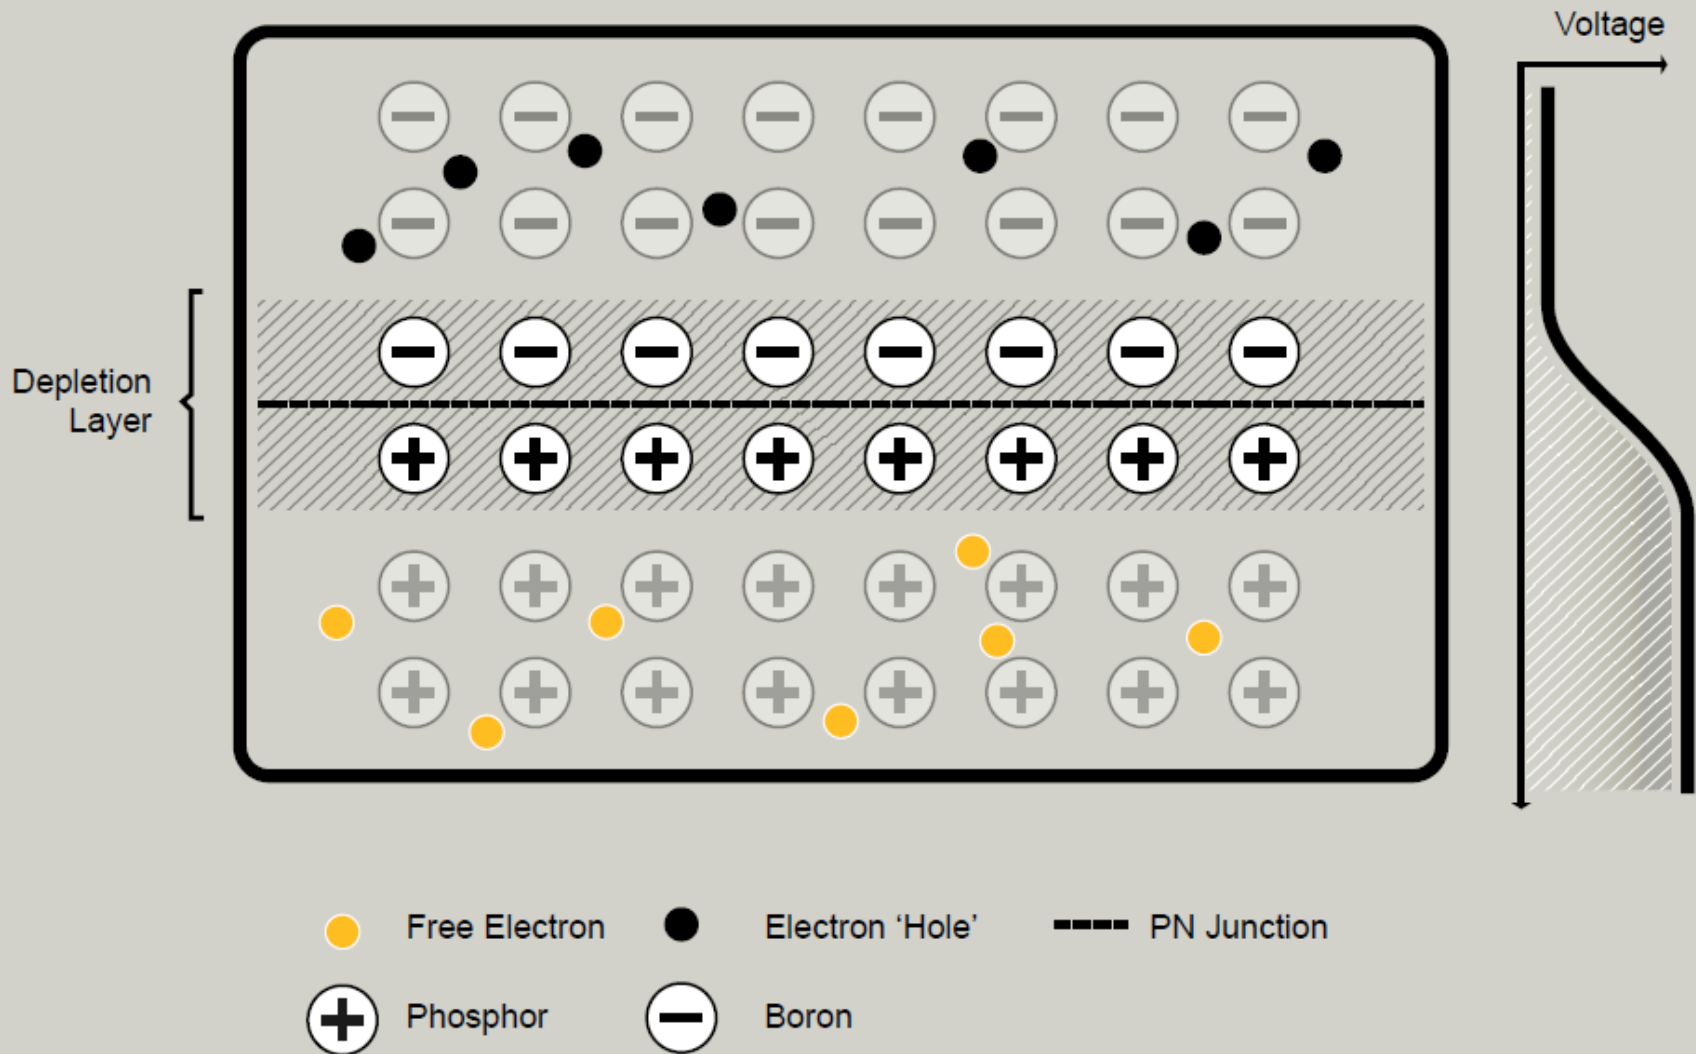 Voltage
Depletion
Layer
Free Electron
Electron ‘Hole’
PN Junction
Phosphor
Boron